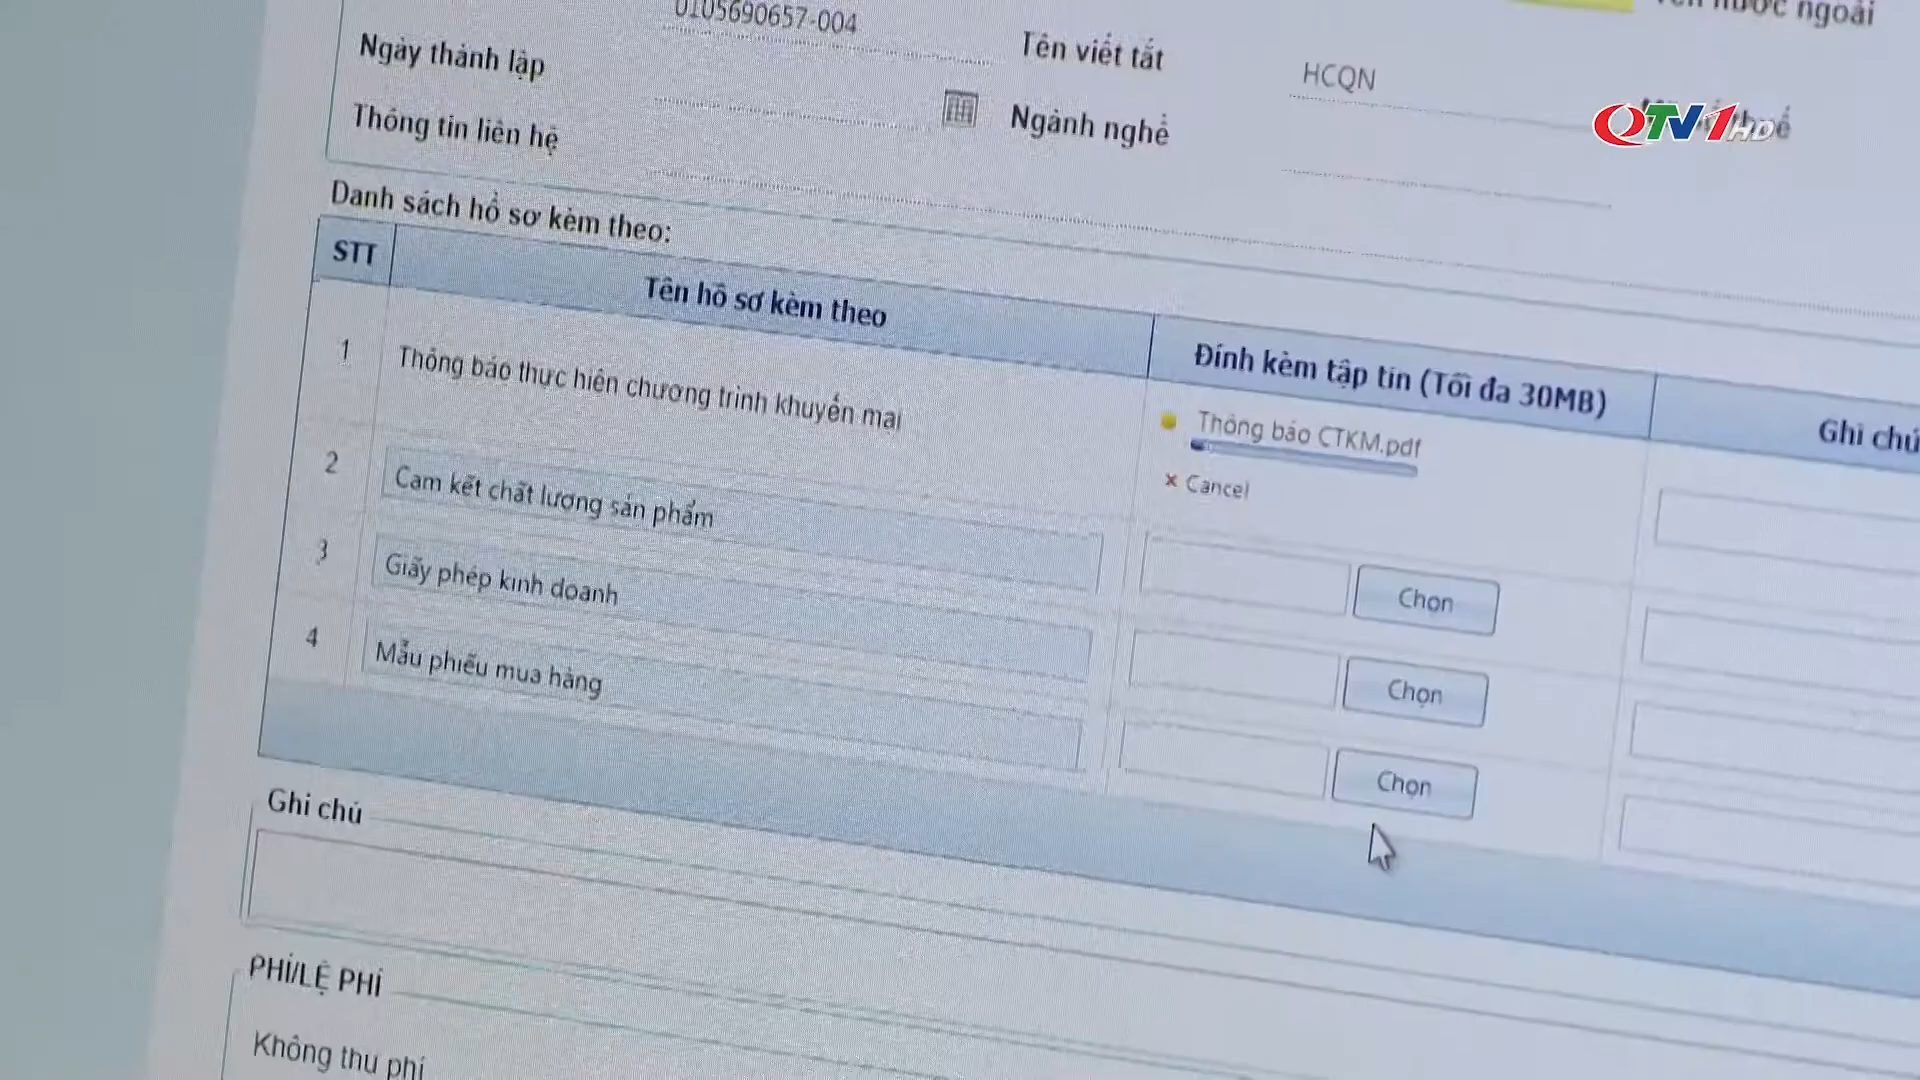 0105690657-004
nước ngoài
Ngày thành lập
Tên viết tắt
HCQN
thuế
Thông tin liên hệ
Ngành nghề
QTV1HD
Danh sách hồ sơ kèm theo:
STT
Tên hồ sơ kèm theo
Đính kèm tập tin (Tối đa 30MB)
Ghi chú
1
Thông báo thực hiện chương trình khuyến mại
Thông báo CTKM.pdf
× Cancel
2
Cam kết chất lượng sản phẩm
Chọn
3
Giấy phép kinh doanh
Chọn
4
Mẫu phiếu mua hàng
Chọn
Ghi chú
PHÍ/LỆ PHÍ
Không thu phí